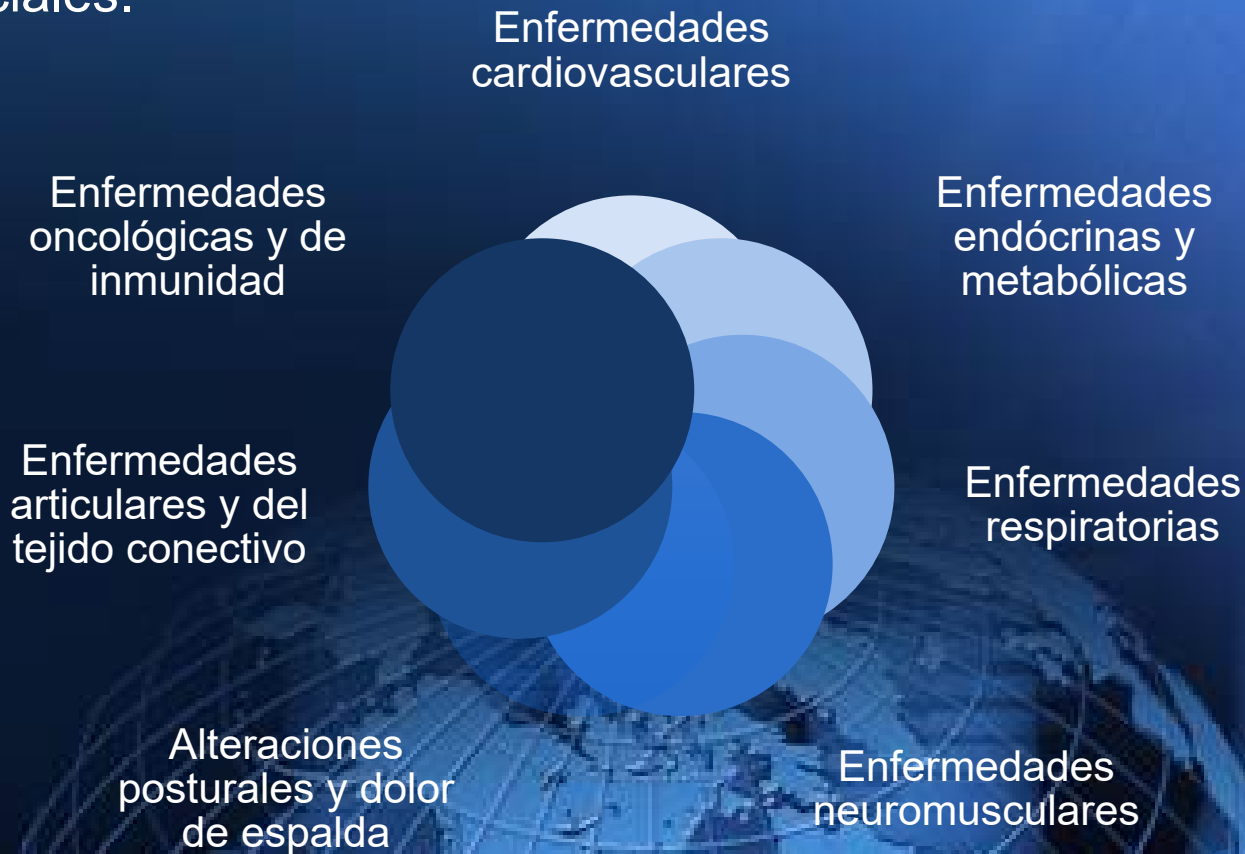 Enfermedades
cardiovasculares
Enfermedades
endócrinas y
metabólicas
Enfermedades
respiratorias
Enfermedades
neuromusculares
Alteraciones
posturales y dolor
de espalda
Enfermedades
articulares y del
tejido conectivo
Enfermedades
oncológicas y de
inmunidad